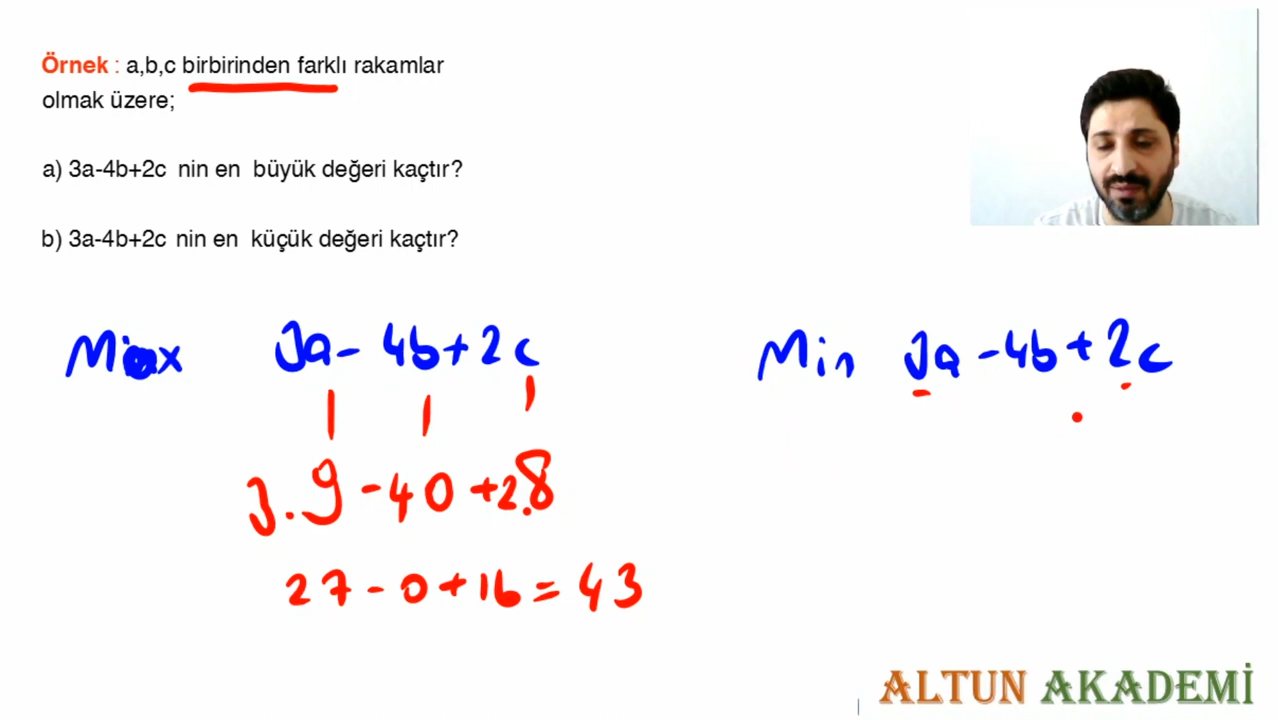 Örnek : a,b,c birbirinden farklı rakamlar
olmak üzere;
a) 3a-4b+2c nin en büyük değeri kaçtır?
b) 3a-4b+2c nin en küçük değeri kaçtır?
Max 3a-4b+2c
3.9-40+2.8
27-0+16=43
Min 3a-4b+2c
ALTUN AKADEMİ